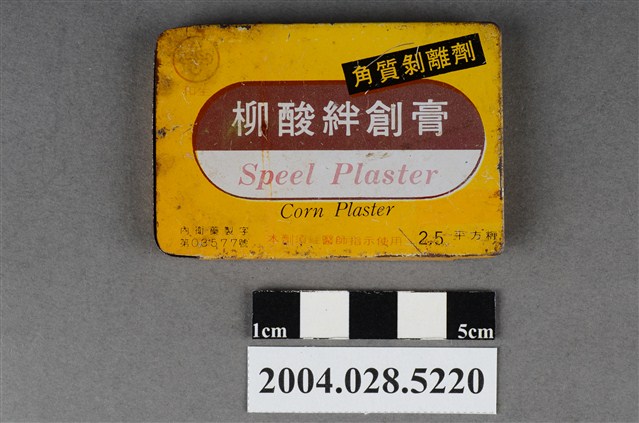 角質剝離劑
柳酸絆創膏
Speel Plaster
Corn Plaster
內衛藥製字
第03577號
本劑須經醫師指示使用
25 平方糎
1cm
5cm
2004.028.5220